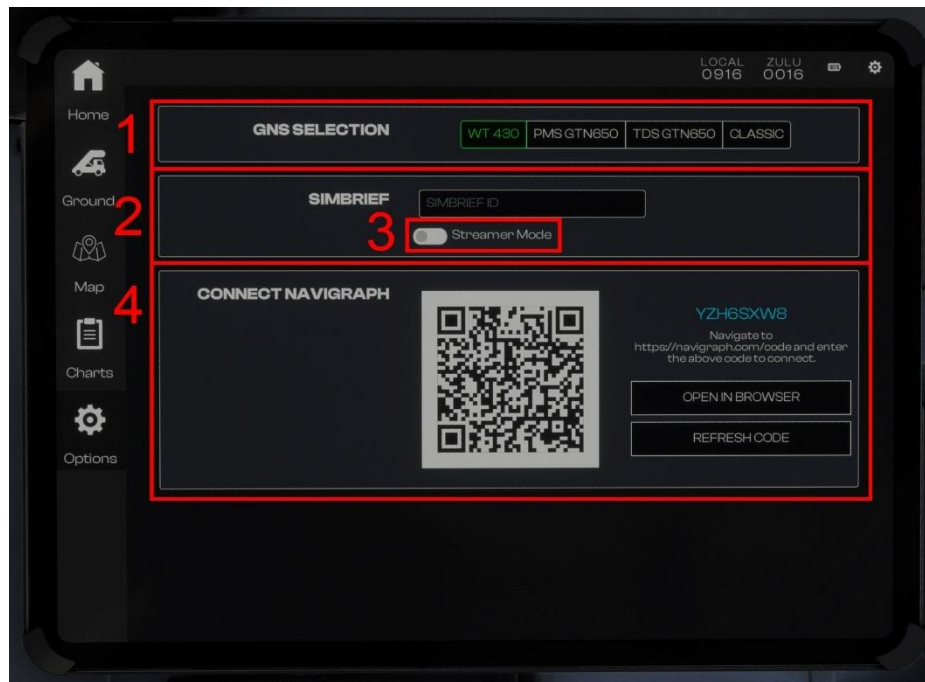 LOCAL ZULU
0916 0016
Home
Ground
Map
Charts
Options
1
GNS SELECTION
WT 430 PMS GTN650 TDS GTN650 CLASSIC
2
SIMBRIEF
SIMBRIEF ID
3
Streamer Mode
4
CONNECT NAVIGRAPH
YZH6SXW8
Navigate to
https://navigraph.com/code and enter
the above code to connect.
OPEN IN BROWSER
REFRESH CODE